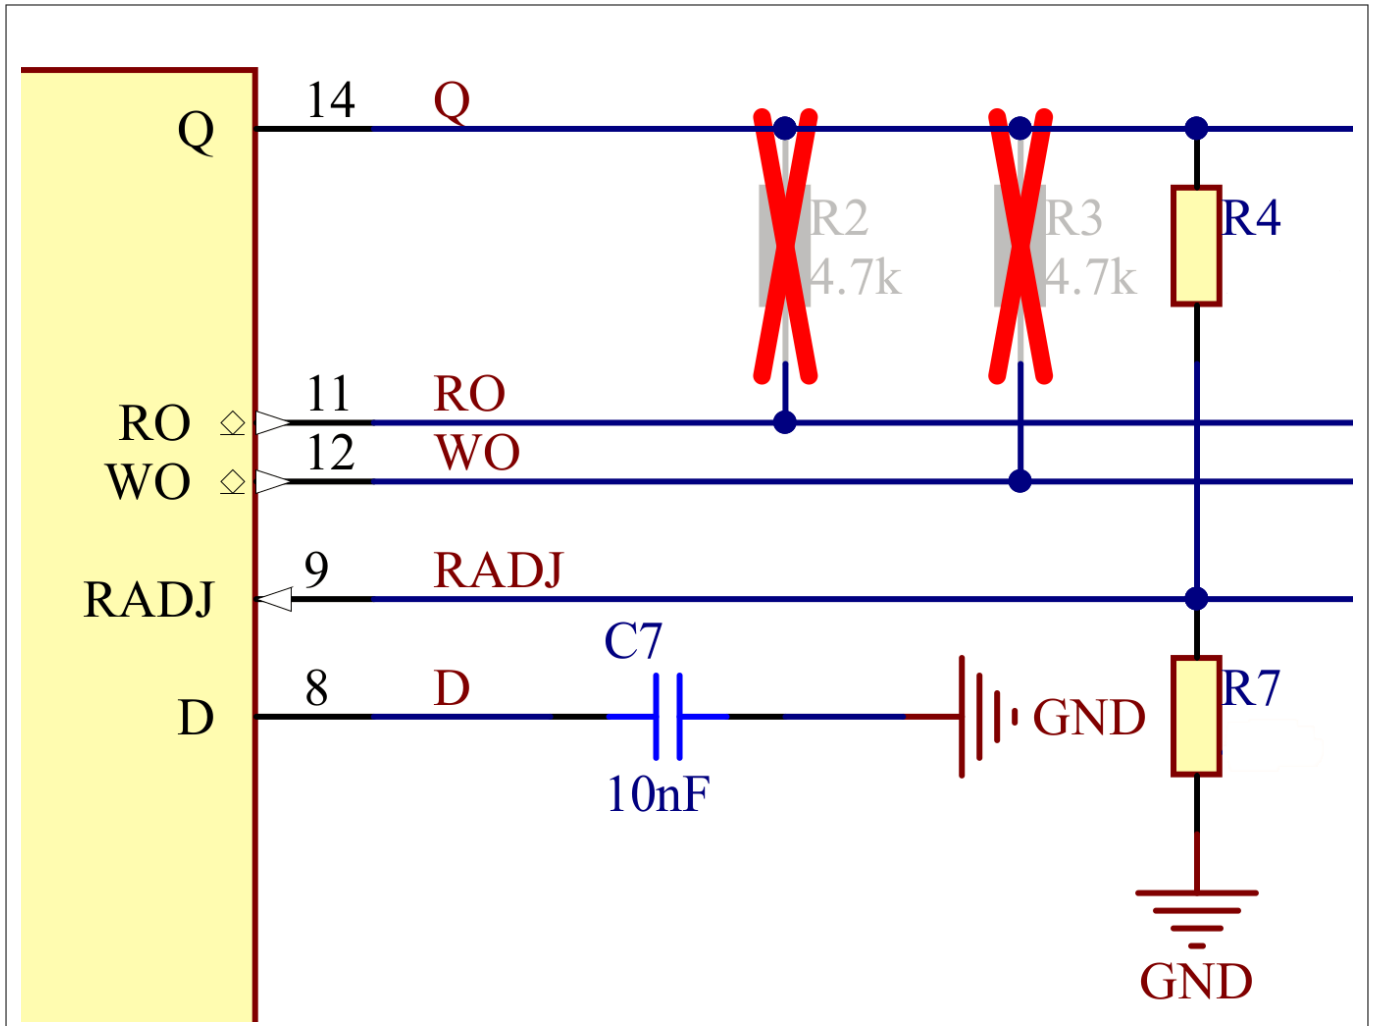 Q 14 Q
R2
4.7k
R3
4.7k
R4
RO 11 RO
WO 12 WO
RADJ 9 RADJ
C7
D 8 D
GND
R7
10nF
GND